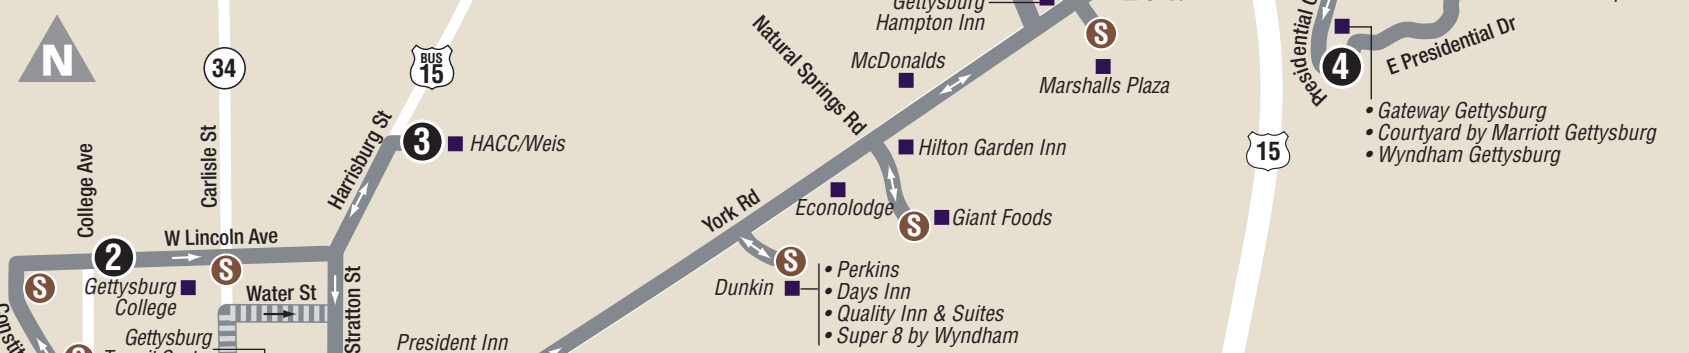 Gettysburg
Hampton Inn
Natural Springs Rd
McDonalds
S
Marshalls Plaza
Presidential
4
E Presidential Dr
• Gateway Gettysburg
• Courtyard by Marriott Gettysburg
• Wyndham Gettysburg
N
34
BUS
15
College Ave
Carlisle St
Harrisburg St
3
HACC/Weis
Hilton Garden Inn
15
York Rd
Econolodge
S
Giant Foods
W Lincoln Ave
2
S
S
Gettysburg
College
Water St
Stratton St
S
Dunkin
• Perkins
• Days Inn
• Quality Inn & Suites
• Super 8 by Wyndham
Gettysburg
President Inn